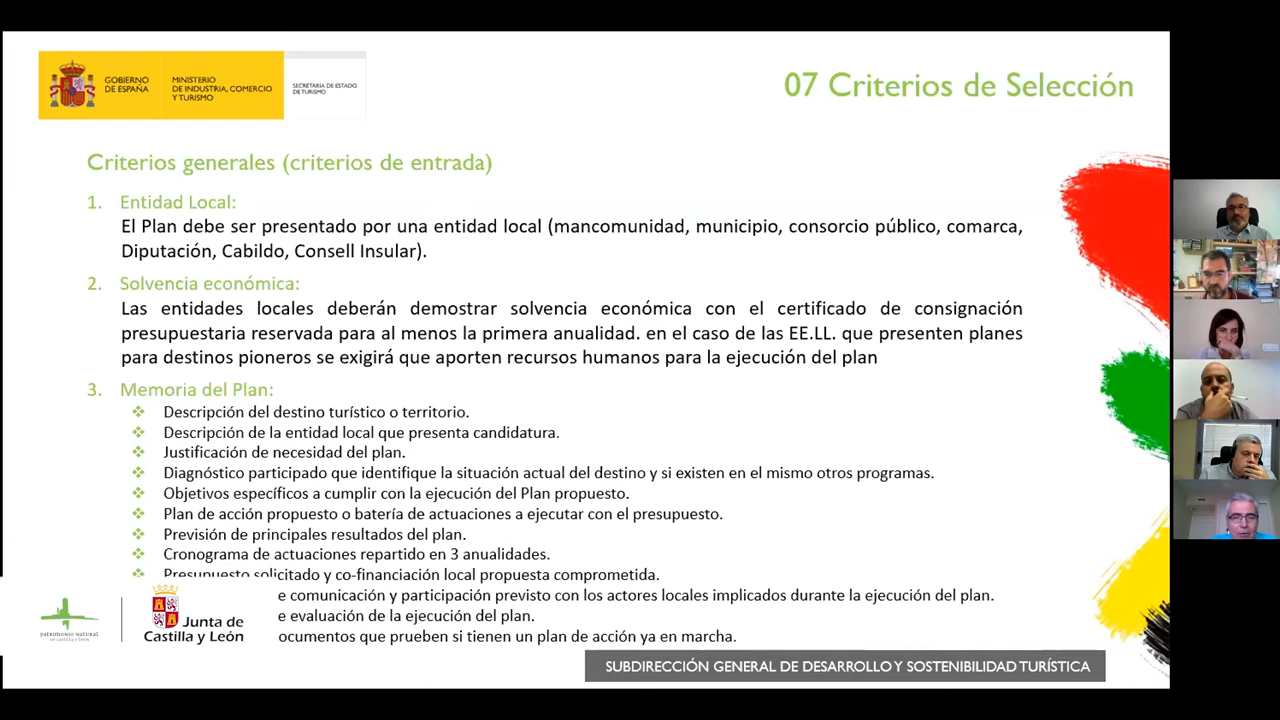 GOBIERNO
DE ESPAÑA
MINISTERIO
DE INDUSTRIA, COMERCIO
Y TURISMO
SECRETARÍA DE ESTADO
DE TURISMO
07 Criterios de Selección
Criterios generales (criterios de entrada)
1. Entidad Local:
El Plan debe ser presentado por una entidad local (mancomunidad, municipio, consorcio público, comarca,
Diputación, Cabildo, Consell Insular).
2. Solvencia económica:
Las entidades locales deberán demostrar solvencia económica con el certificado de consignación
presupuestaria reservada para al menos la primera anualidad. en el caso de las EE.LL. que presenten planes
para destinos pioneros se exigirá que aporten recursos humanos para la ejecución del plan
3. Memoria del Plan:
❖ Descripción del destino turístico o territorio.
❖ Descripción de la entidad local que presenta candidatura.
❖ Justificación de necesidad del plan.
❖ Diagnóstico participado que identifique la situación actual del destino y si existen en el mismo otros programas.
❖ Objetivos específicos a cumplir con la ejecución del Plan propuesto.
❖ Plan de acción propuesto o batería de actuaciones a ejecutar con el presupuesto.
❖ Previsión de principales resultados del plan.
❖ Cronograma de actuaciones repartido en 3 anualidades.
❖ Presupuesto solicitado y co-financiación local propuesta comprometida.
e comunicación y participación previsto con los actores locales implicados durante la ejecución del plan.
e evaluación de la ejecución del plan.
ocumentos que prueben si tienen un plan de acción ya en marcha.
PATRIMONIO NATURAL
de castilla y león
Junta de
Castilla y León
SUBDIRECCIÓN GENERAL DE DESARROLLO Y SOSTENIBILIDAD TURÍSTICA